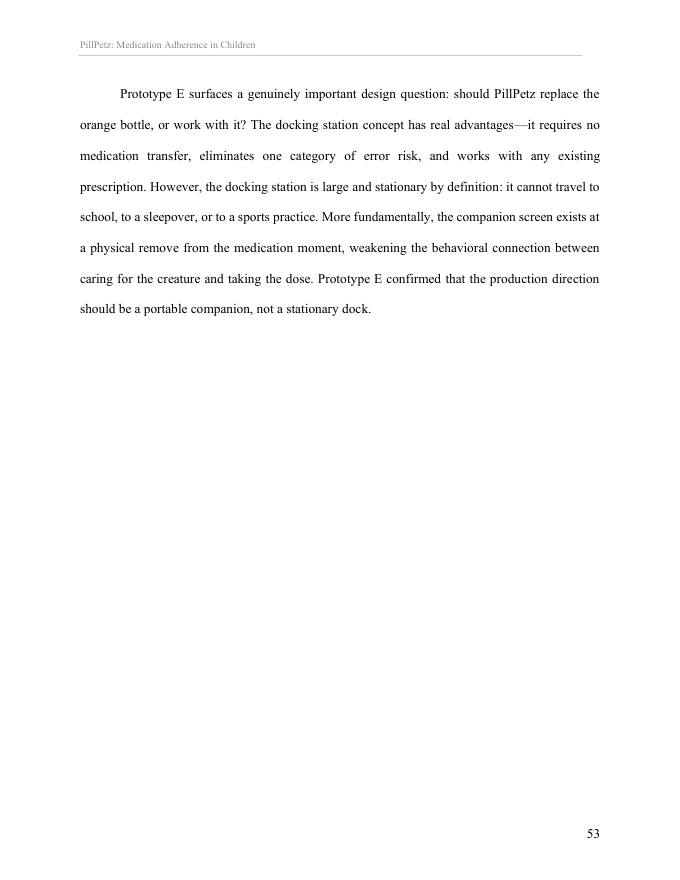 PillPetz: Medication Adherence in Children
Prototype E surfaces a genuinely important design question: should PillPetz replace the
orange bottle, or work with it? The docking station concept has real advantages—it requires no
medication transfer, eliminates one category of error risk, and works with any existing
prescription. However, the docking station is large and stationary by definition: it cannot travel to
school, to a sleepover, or to a sports practice. More fundamentally, the companion screen exists at
a physical remove from the medication moment, weakening the behavioral connection between
caring for the creature and taking the dose. Prototype E confirmed that the production direction
should be a portable companion, not a stationary dock.
53